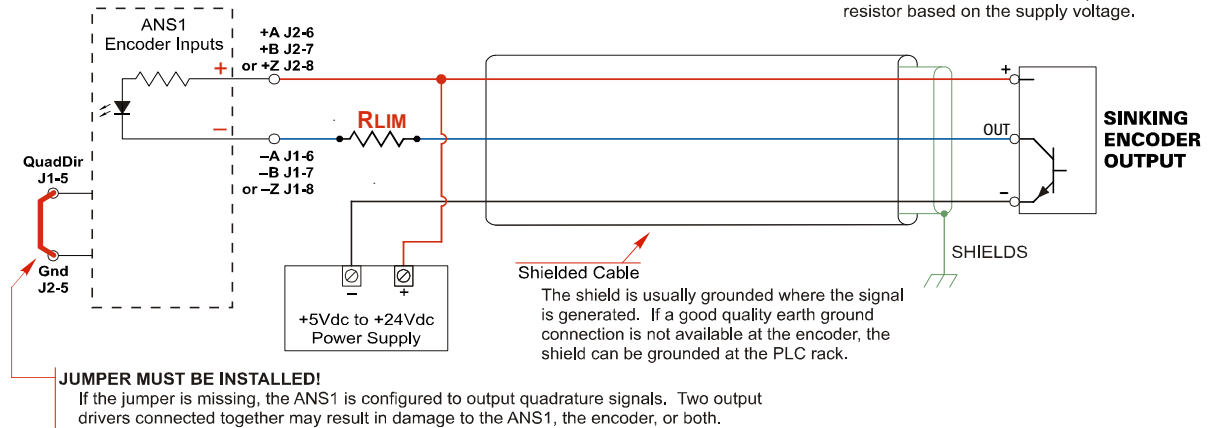 resistor based on the supply voltage.
ANS1
Encoder Inputs
+A J2-6
+B J2-7
or +Z J2-8
+
–
RLIM
–A J1-6
–B J1-7
or –Z J1-8
QuadDir
J1-5
Gnd
J2-5
+
OUT
–
SINKING
ENCODER
OUTPUT
SHIELDS
– +
+5Vdc to +24Vdc
Power Supply
Shielded Cable
The shield is usually grounded where the signal
is generated. If a good quality earth ground
connection is not available at the encoder, the
shield can be grounded at the PLC rack.
JUMPER MUST BE INSTALLED!
If the jumper is missing, the ANS1 is configured to output quadrature signals. Two output
drivers connected together may result in damage to the ANS1, the encoder, or both.